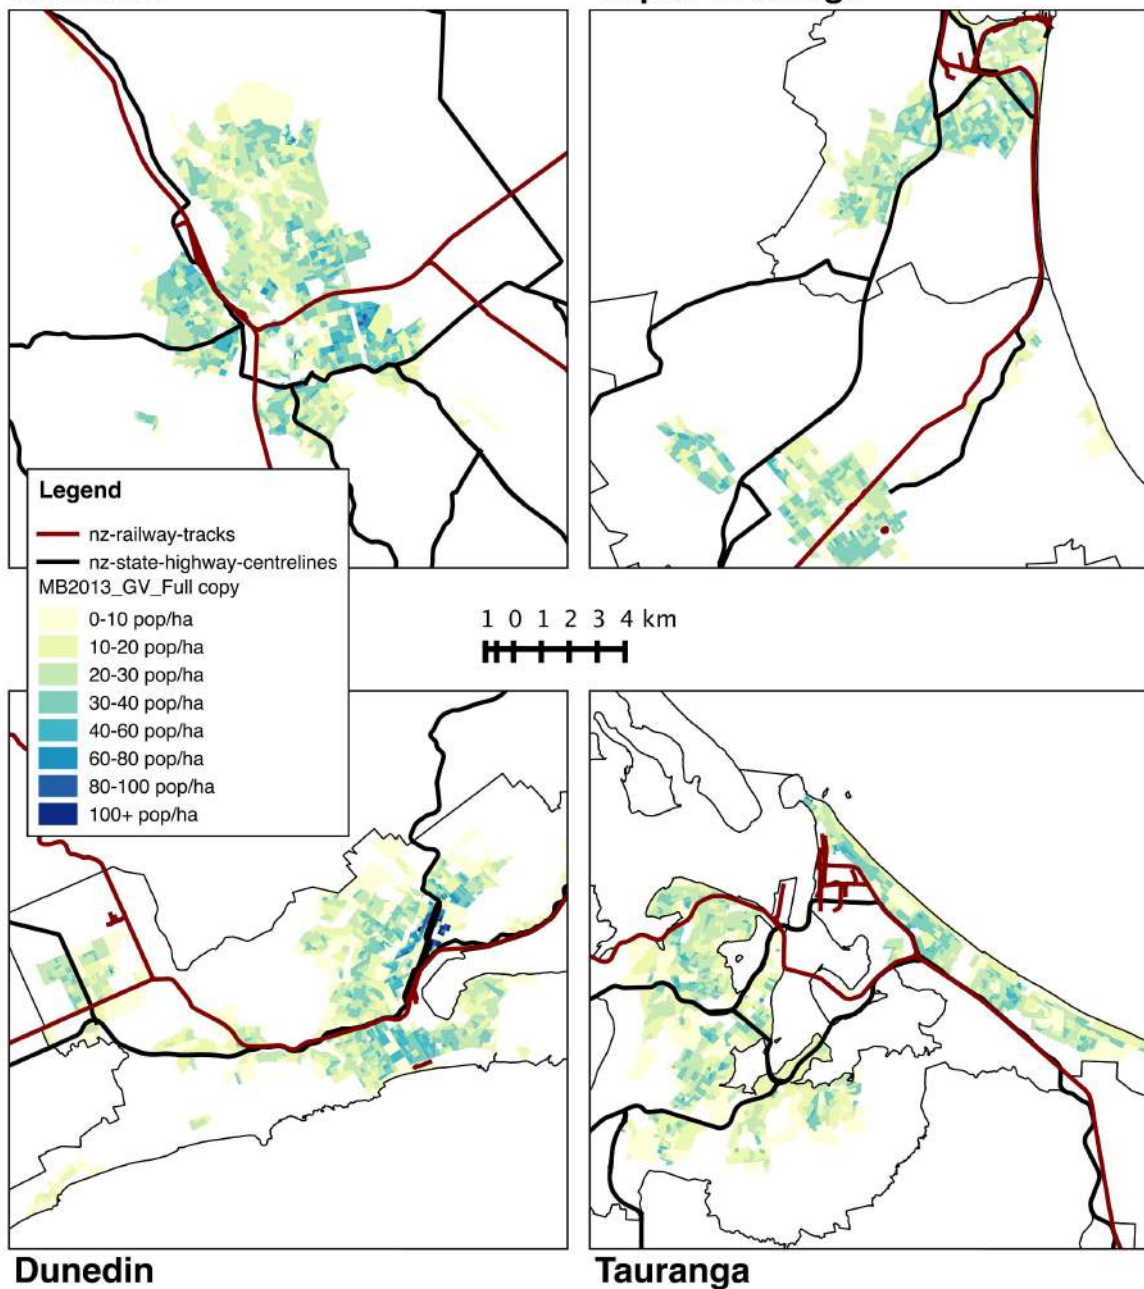 Legend
nz-railway-tracks
nz-state-highway-centrelines
MB2013_GV_Full copy
0-10 pop/ha
10-20 pop/ha
20-30 pop/ha
30-40 pop/ha
40-60 pop/ha
60-80 pop/ha
80-100 pop/ha
100+ pop/ha
1 0 1 2 3 4 km
Dunedin
Tauranga